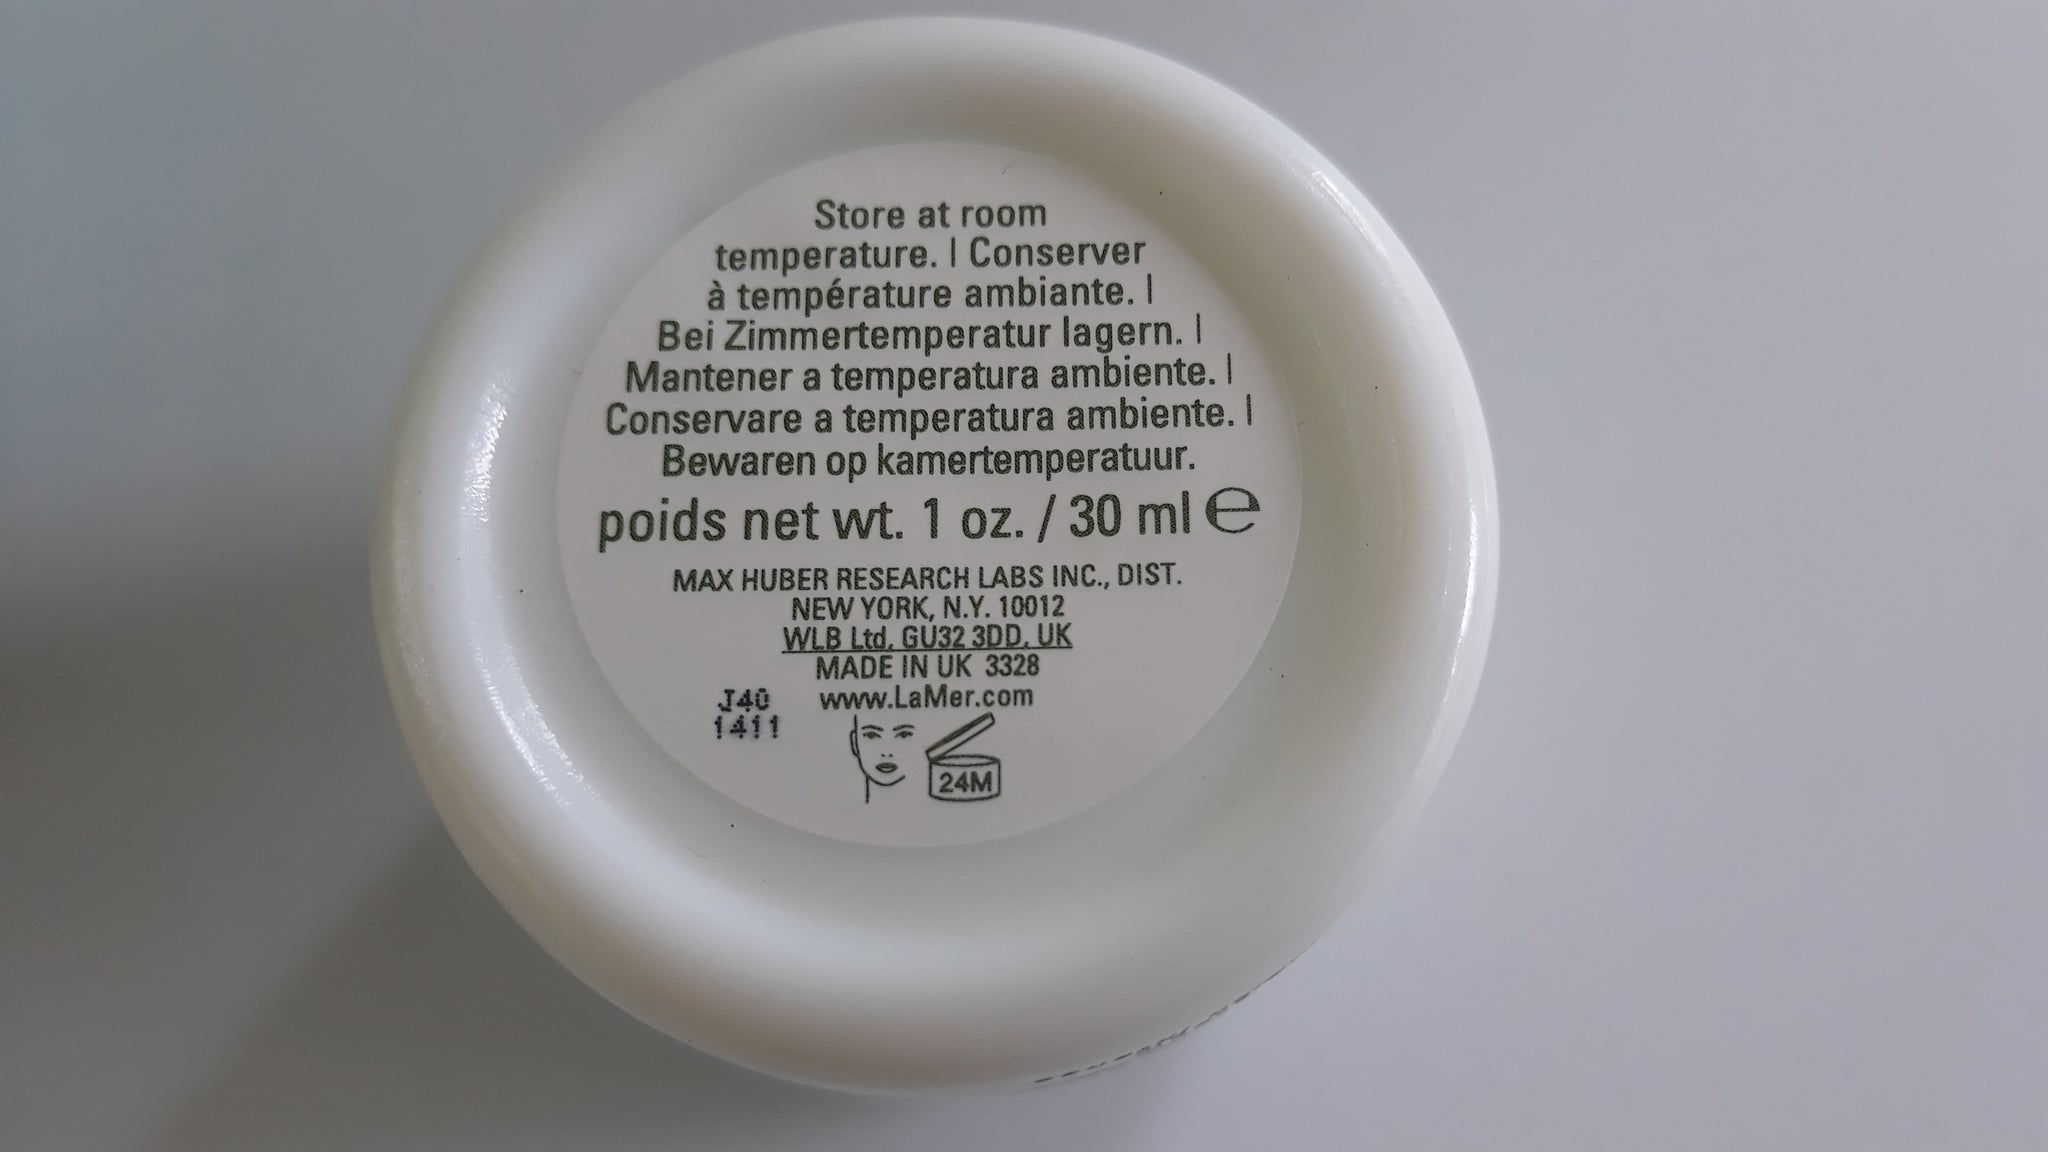 Store at room
temperature. | Conserver
à température ambiante. |
Bei Zimmertemperatur lagern. |
Mantener a temperatura ambiente. |
Conservare a temperatura ambiente. |
Bewaren op kamertemperatuur.
poids net wt. 1 oz. / 30 ml ℮
MAX HUBER RESEARCH LABS INC., DIST.
NEW YORK, N.Y. 10012
WLB Ltd, GU32 3DD, UK
MADE IN UK 3328
www.LaMer.com
J40
1411
24M